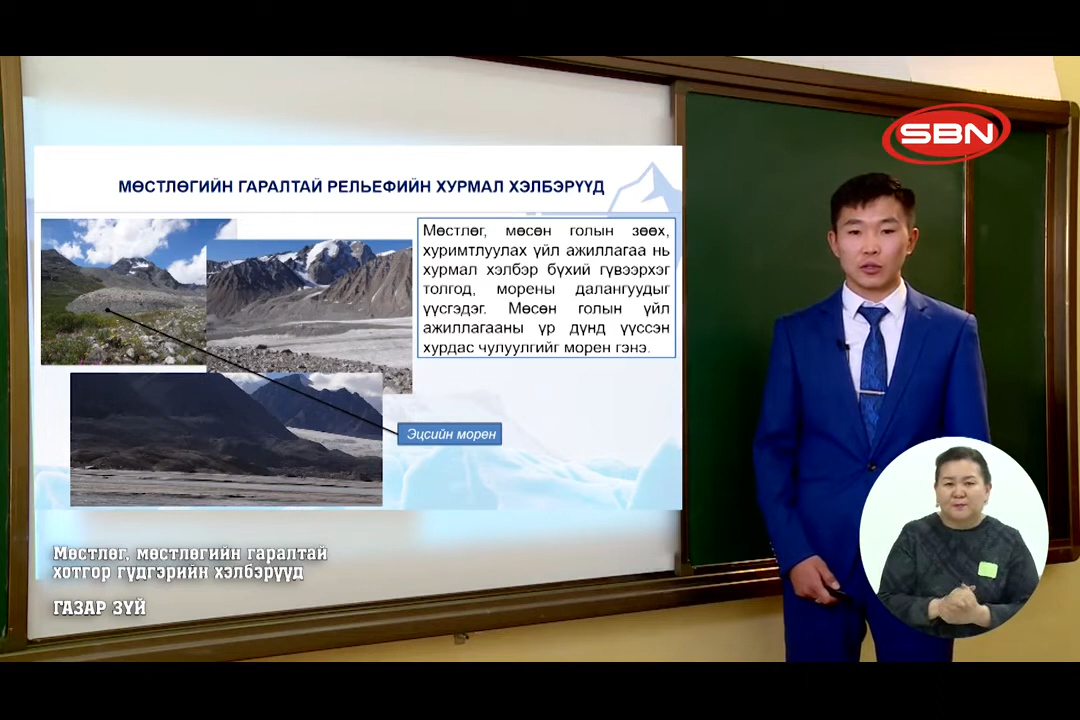 SBN
МӨСТЛӨГИЙН ГАРАЛТАЙ РЕЛЬЕФИЙН ХУРМАЛ ХЭЛБЭРҮҮД
Мөстлөг, мөсөн голын зөөх,
хуримтлуулах үйл ажиллагаа нь
хурмал хэлбэр бүхий гүвээрхэг
толгод, морены далангуудыг
үүсгэдэг. Мөсөн голын үйл
ажиллагааны үр дүнд үүссэн
хурдас чулуулгийг морен гэнэ.
Эцсийн морен
Мөстлөг, мөстлөгийн гаралтай
хотгор гүдгэрийн хэлбэрүүд
ГАЗАР ЗҮЙ